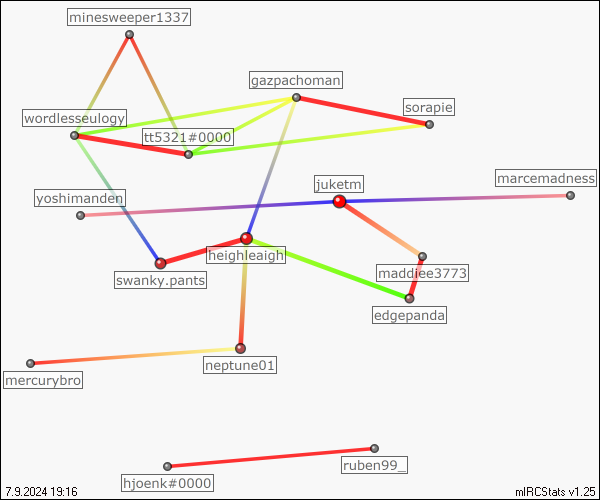 minesweeper1337
gazpachoman
sorapie
wordlesseulogy
tt5321#0000
juketm
marcemadness
yoshimanden
heighleaigh
maddiee3773
swanky.pants
edgepanda
neptune01
mercurybro
ruben99_
hjoenk#0000
7.9.2024 19:16
mIRCStats v1.25